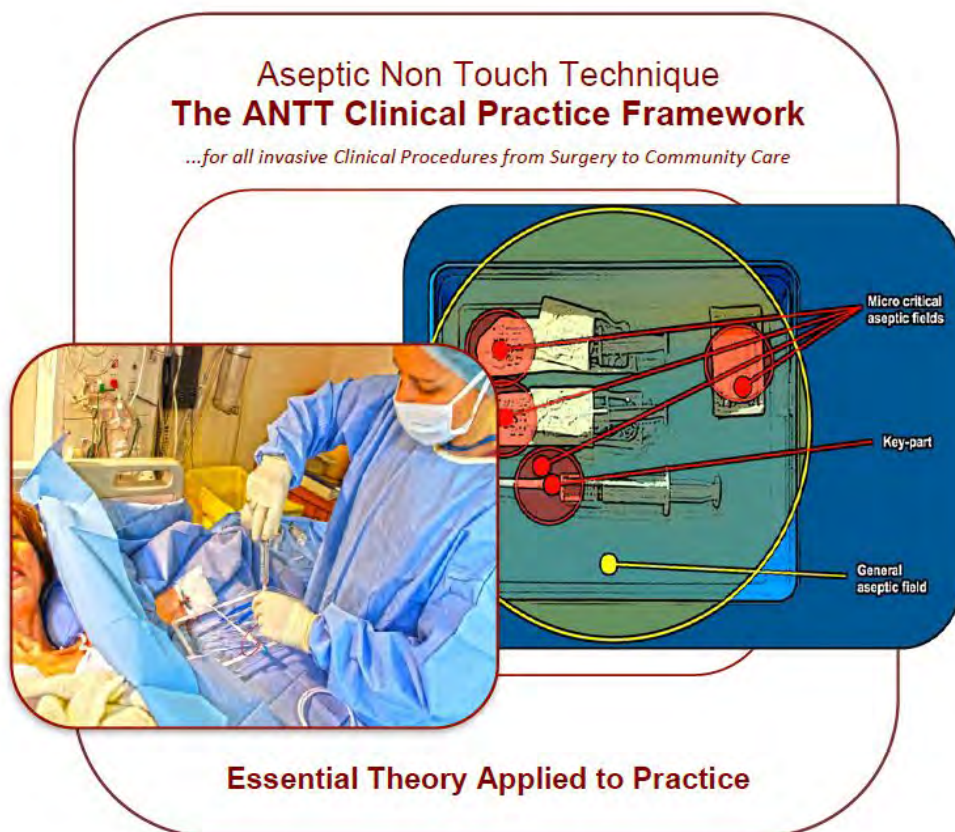 Aseptic Non Touch Technique
The ANTT Clinical Practice Framework
...for all invasive Clinical Procedures from Surgery to Community Care
Micro critical
aseptic fields
Key-part
General
aseptic field
Essential Theory Applied to Practice